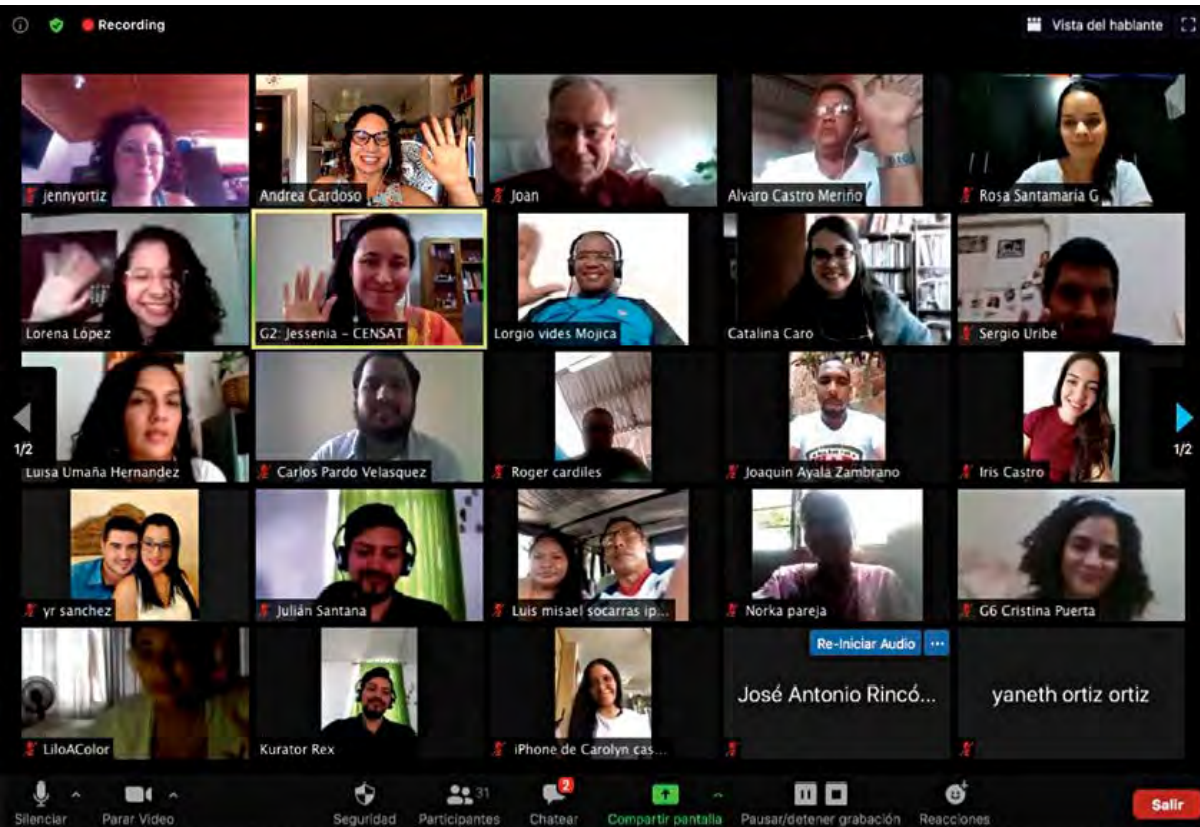 Recording
Vista del hablante
jennyortiz
Andrea Cardoso
Joan
Alvaro Castro Meriño
Rosa Santamaria G
Lorena López
G2: Jessenia - CENSAT
Lorgio vides Mojica
Catalina Caro
Sergio Uribe
1/2
Luisa Umaña Hernandez
Carlos Pardo Velasquez
Roger cardiles
Joaquin Ayala Zambrano
Iris Castro
1/2
yr sanchez
Julián Santana
Luis misael socarras ip...
Norka pareja
G6 Cristina Puerta
Re-Iniciar Audio ...
José Antonio Rincó...
yaneth ortiz ortiz
LiloAColor
Kurator Rex
iPhone de Carolyn cas...
31
2
Silenciar
Parar Video
Seguridad
Participantes
Chatear
Compartir pantalla
Pausar/detener grabación
Reacciones
Salir